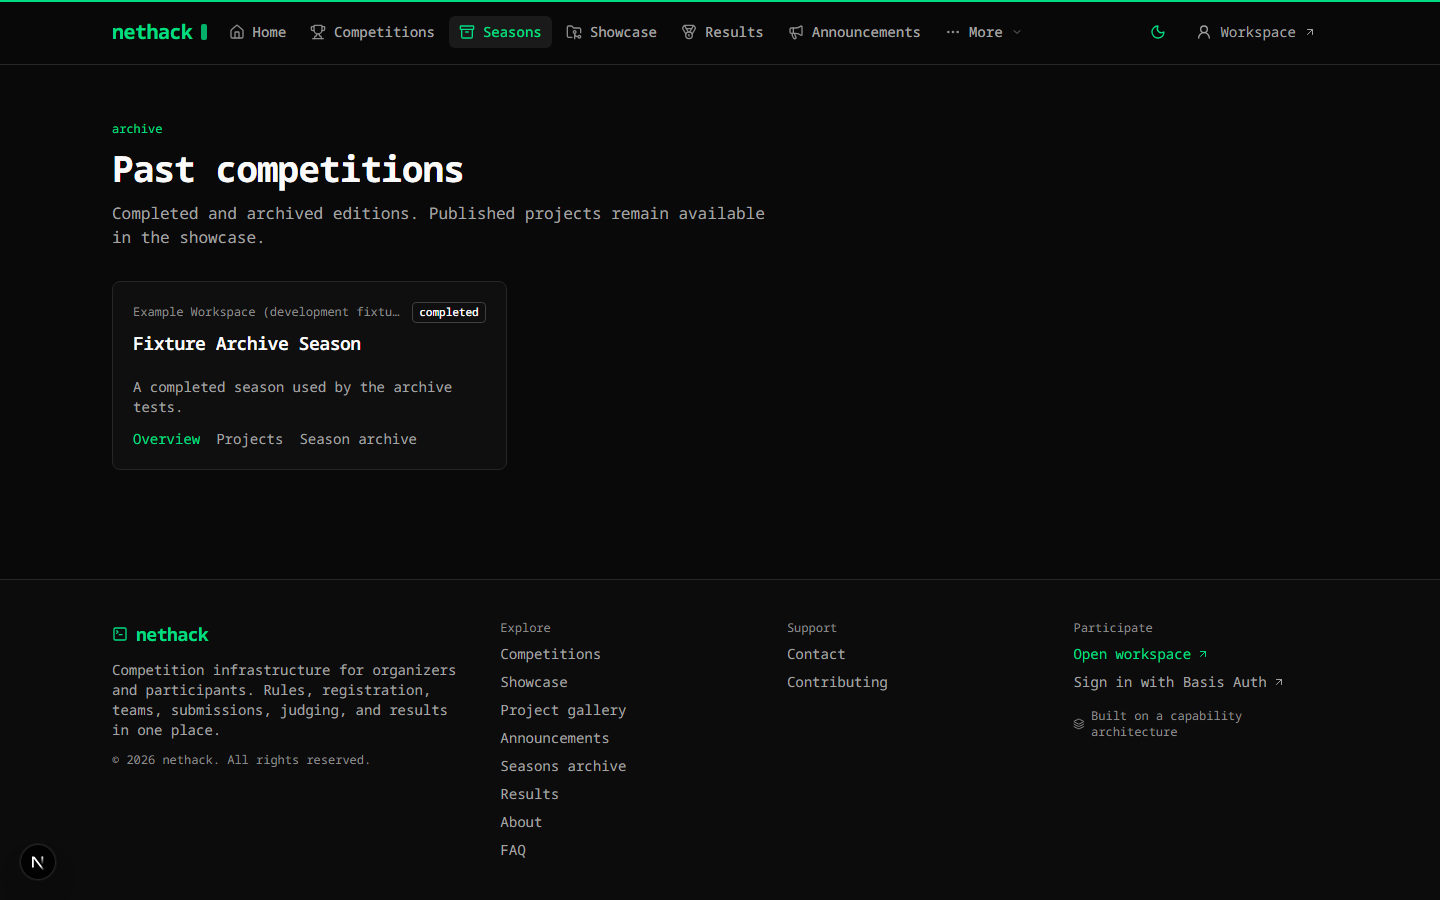 nethack Home Competitions Seasons Showcase Results Announcements More Workspace
archive
Past competitions
Completed and archived editions. Published projects remain available
in the showcase.
Example Workspace (development fixtu… completed
Fixture Archive Season
A completed season used by the archive
tests.
Overview Projects Season archive
nethack
Competition infrastructure for organizers
and participants. Rules, registration,
teams, submissions, judging, and results
in one place.
© 2026 nethack. All rights reserved.
Explore
Competitions
Showcase
Project gallery
Announcements
Seasons archive
Results
About
FAQ
Support
Contact
Contributing
Participate
Open workspace
Sign in with Basis Auth
Built on a capability
architecture
N